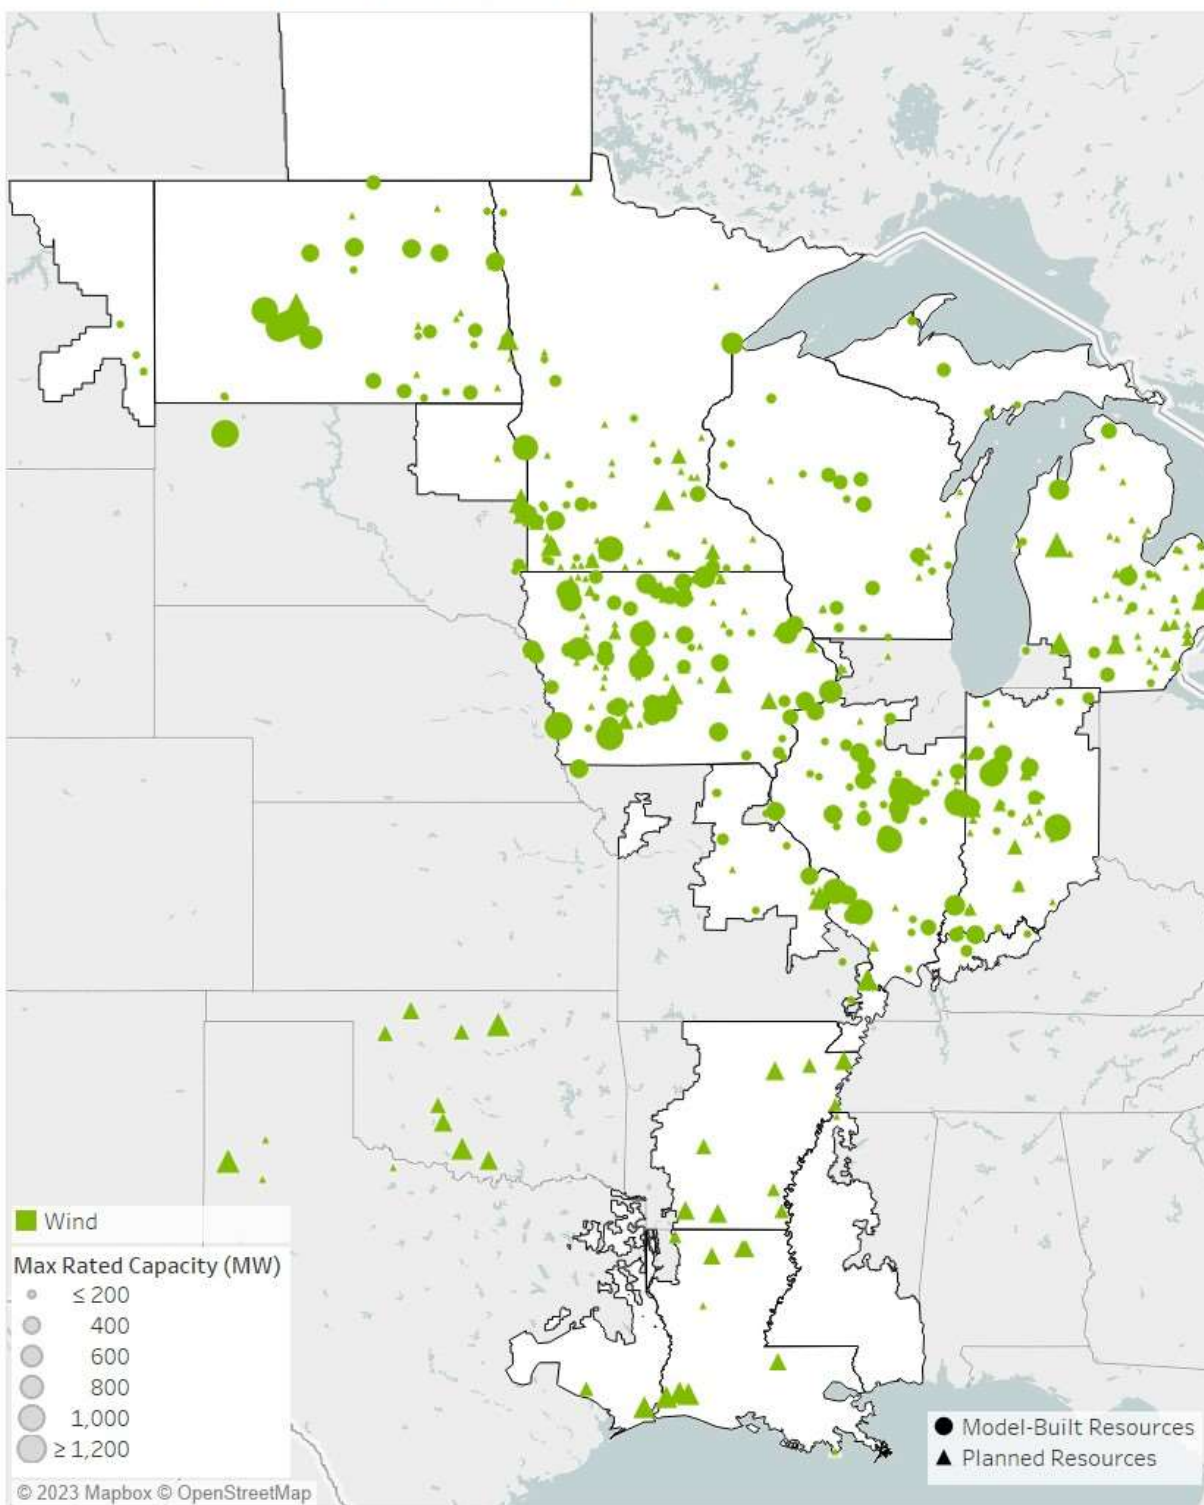 Wind
Max Rated Capacity (MW)
≤ 200
400
600
800
1,000
≥ 1,200
Model-Built Resources
Planned Resources
© 2023 Mapbox © OpenStreetMap